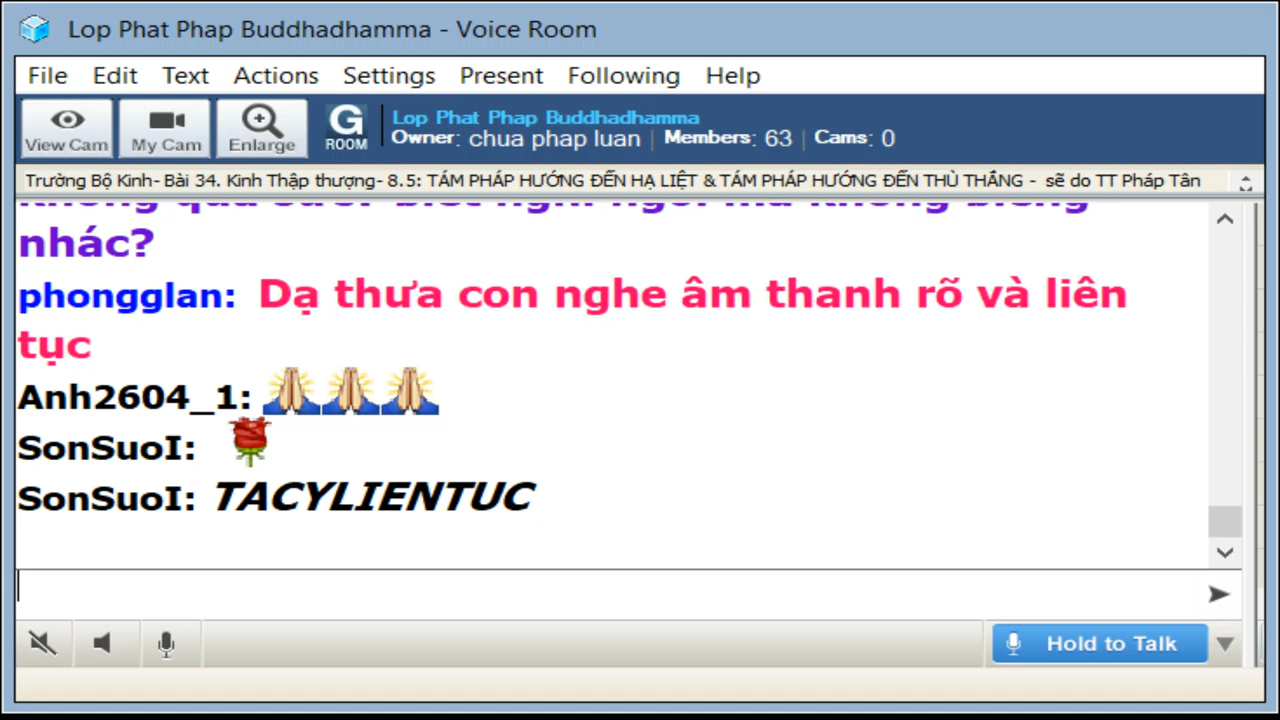 Lop Phat Phap Buddhadhamma - Voice Room
File Edit Text Actions Settings Present Following Help
View Cam My Cam Enlarge G ROOM
Lop Phat Phap Buddhadhamma
Owner: chua phap luan | Members: 63 | Cams: 0
Trường Bộ Kinh- Bài 34. Kinh Thập thượng- 8.5: TÁM PHÁP HƯỚNG ĐẾN HẠ LIỆT & TÁM PHÁP HƯỚNG ĐẾN THÙ THẮNG - sẽ do TT Pháp Tân
nhác?
phongglan: Dạ thưa con nghe âm thanh rõ và liên
tục
Anh2604_1:
SonSuoI:
SonSuoI: TACYLIENTUC
Hold to Talk